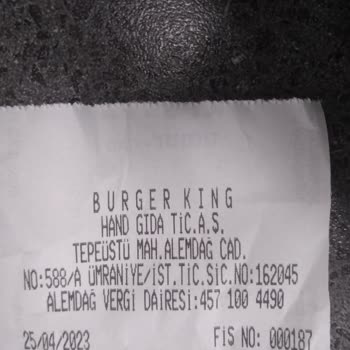 BURGER KING
HAND GIDA TİC.A.Ş.
TEPEÜSTÜ MAH.ALEMDAĞ CAD.
NO:588/A ÜMRANİYE/İST.TİC.SİC.NO:162045
ALEMDAĞ VERGİ DAİRESİ:457 100 4490
25/04/2023 FİŞ NO: 000187